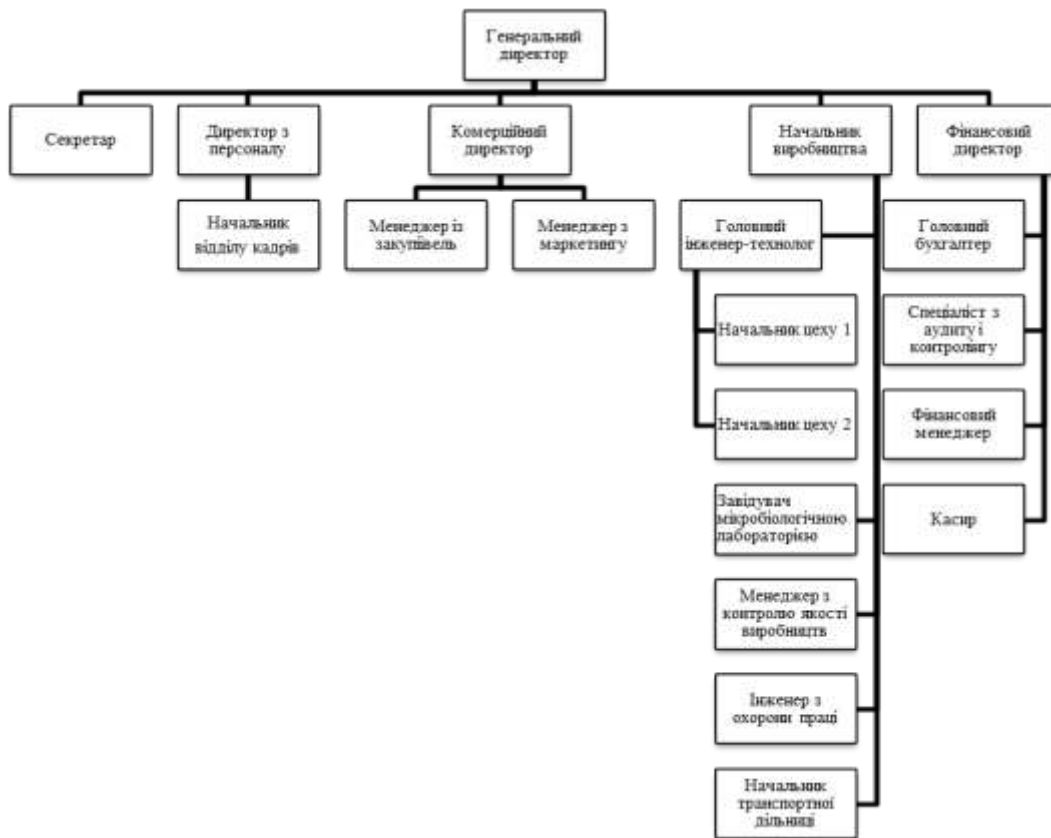 Генеральний
директор
Секретар
Директор з
персоналу
Комерційний
директор
Начальник
виробництва
Фінансовий
директор
Начальник
відділу кадрів
Менеджер із
закупівель
Менеджер з
маркетингу
Головний
інженер-технолог
Головний
бухгалтер
Начальник цеху 1
Спеціаліст з
аудиту і
контролінгу
Начальник цеху 2
Фінансовий
менеджер
Завідувач
мікробіологічною
лабораторією
Касир
Менеджер з
контролю якості
виробництв
Інженер з
охорони праці
Начальник
транспортної
дільниці